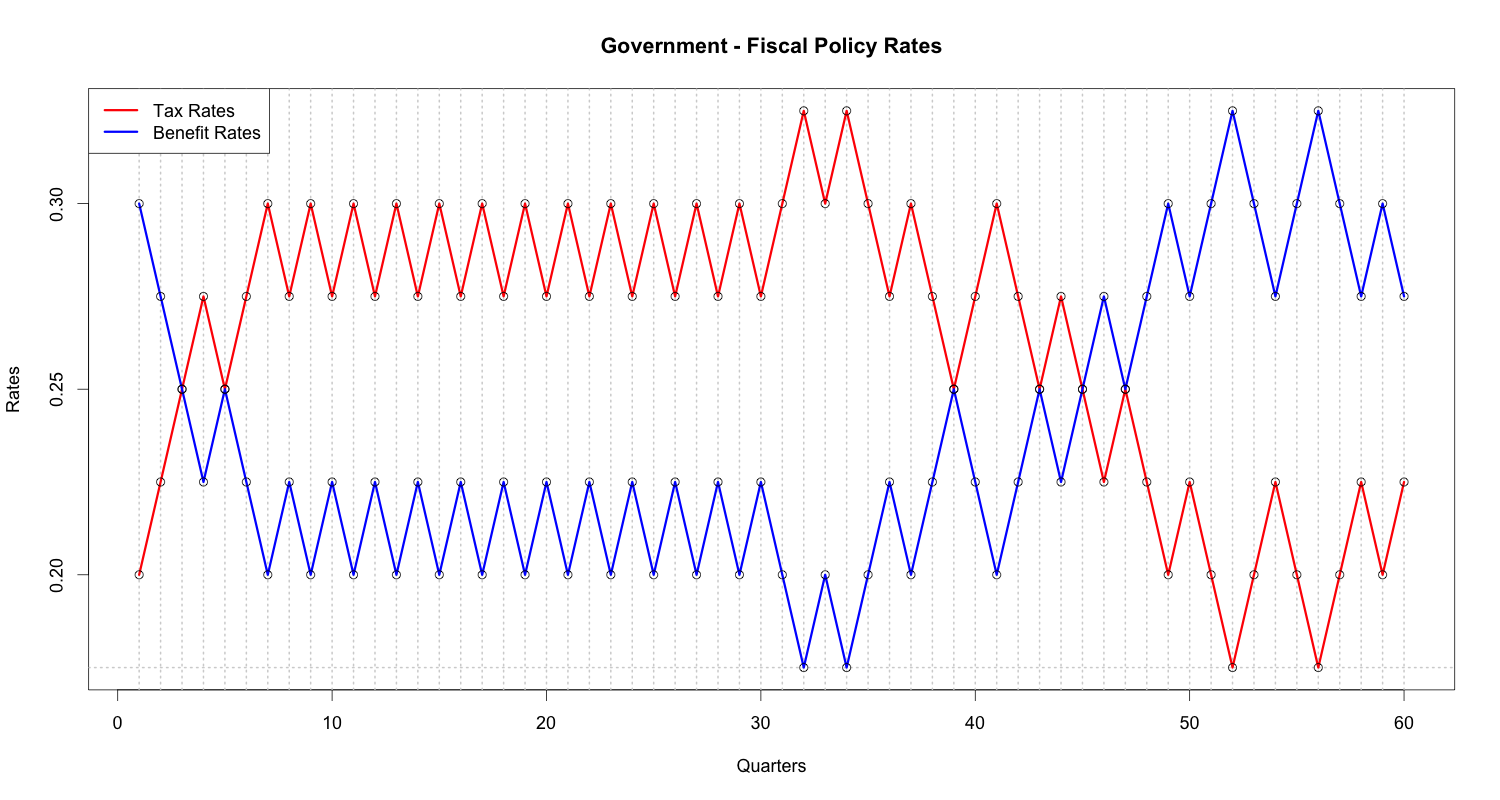 Government - Fiscal Policy Rates
Tax Rates
Benefit Rates
Rates
0.30
0.25
0.20
0 10 20 30 40 50 60
Quarters